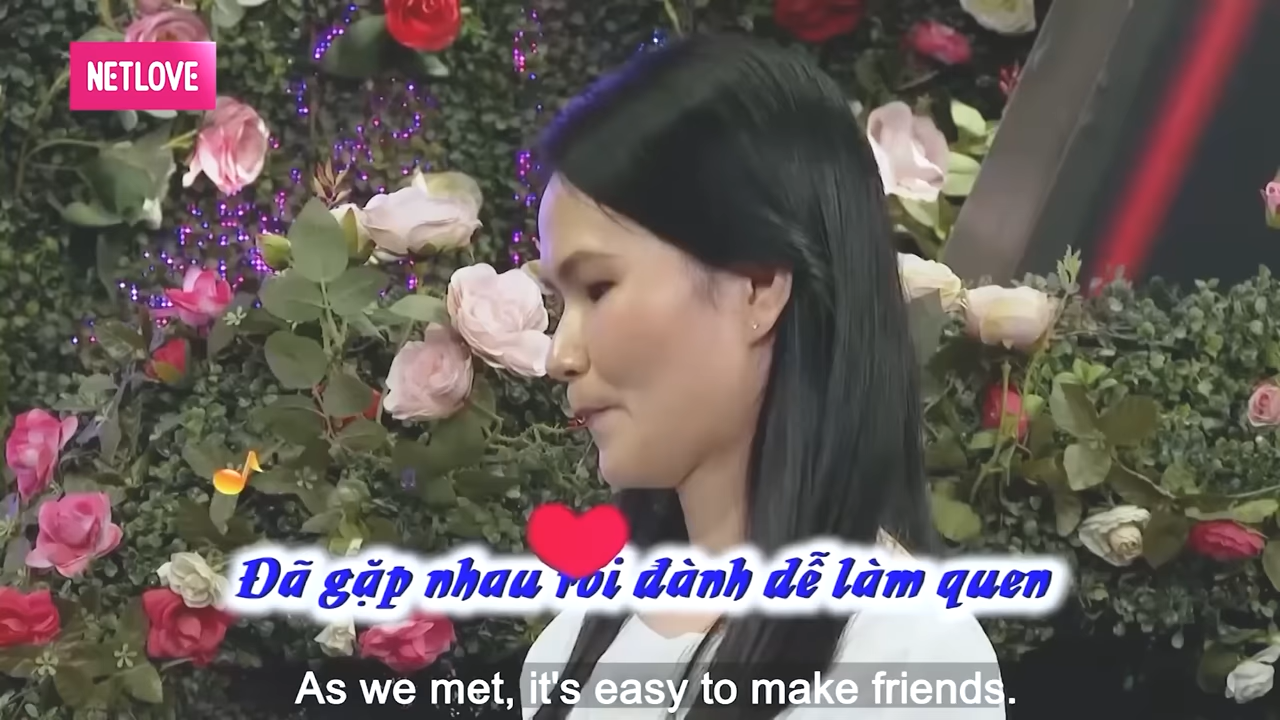 NETLOVE
Đã gặp nhau rồi đành dễ làm quen
As we met, it's easy to make friends.